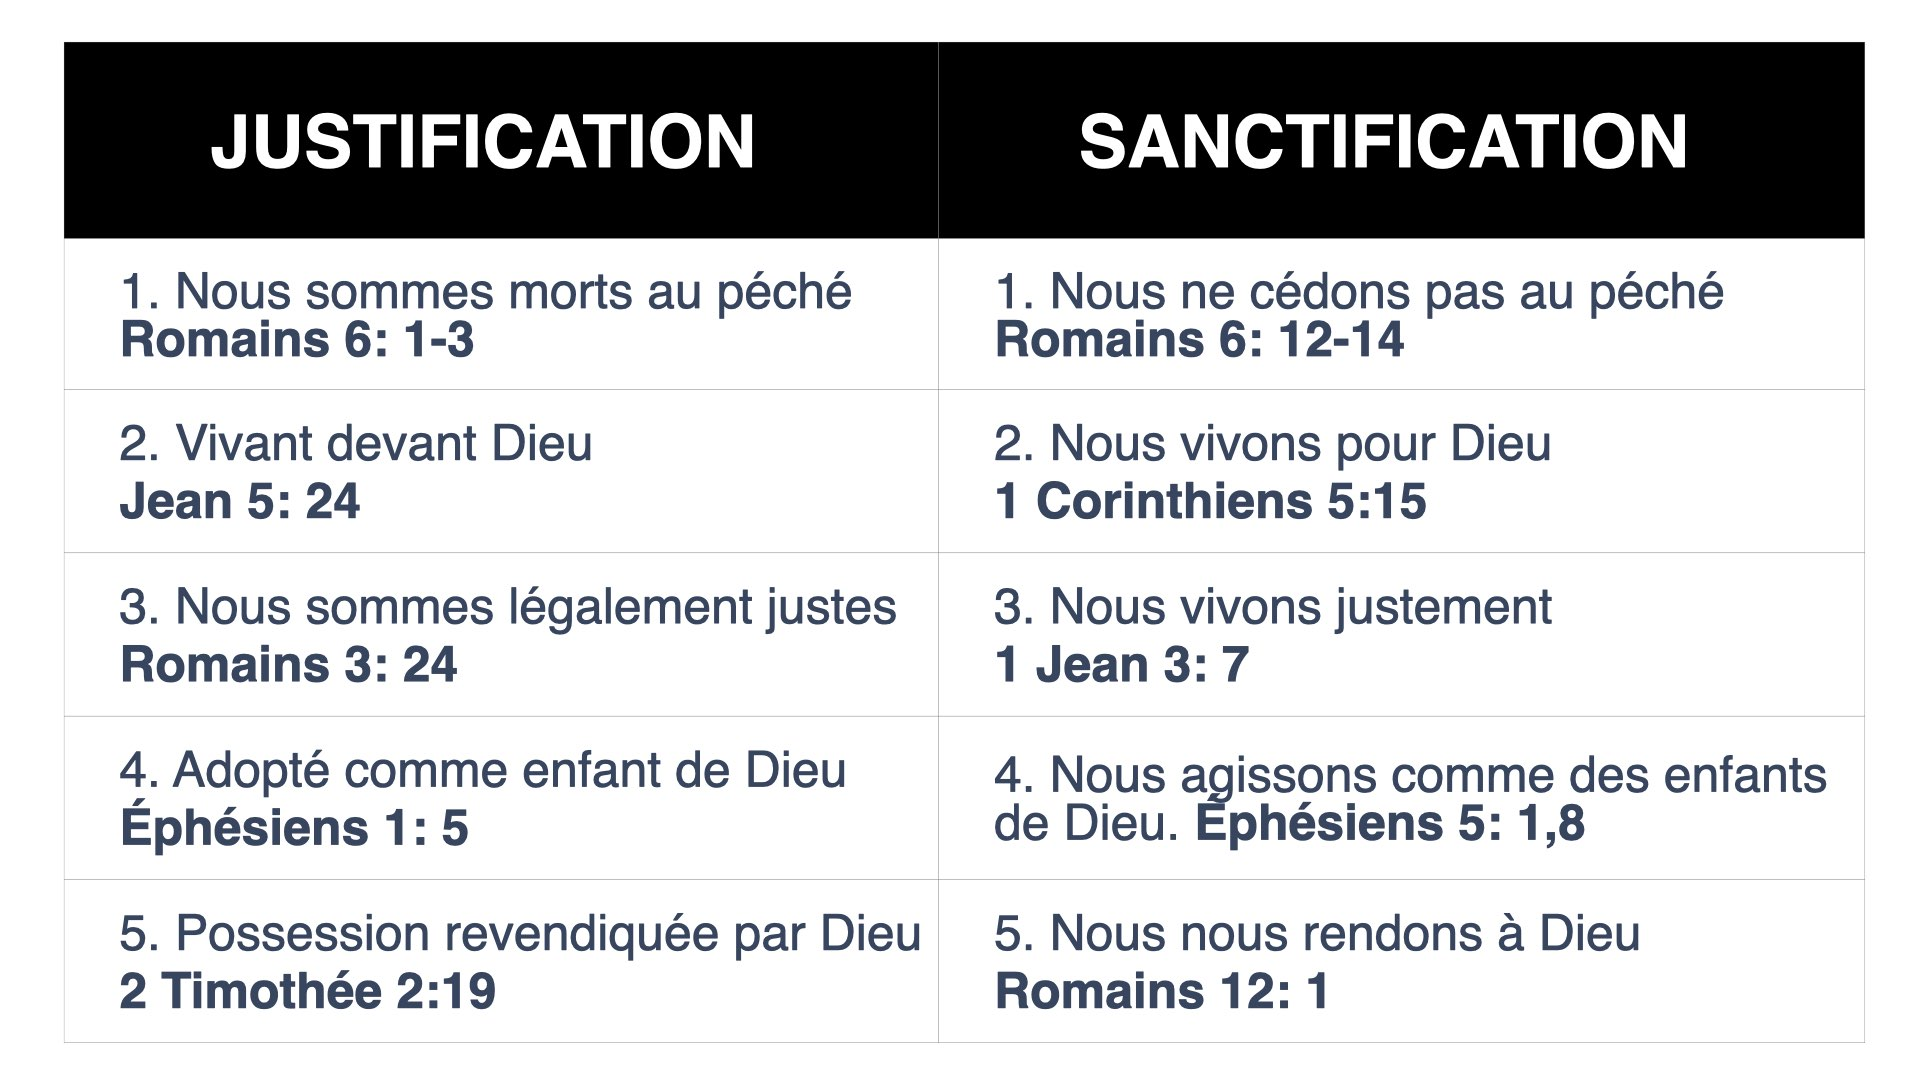 JUSTIFICATION
SANCTIFICATION
1. Nous sommes morts au péché
Romains 6: 1-3
1. Nous ne cédons pas au péché
Romains 6: 12-14
2. Vivant devant Dieu
Jean 5: 24
2. Nous vivons pour Dieu
1 Corinthiens 5:15
3. Nous sommes légalement justes
Romains 3: 24
3. Nous vivons justement
1 Jean 3: 7
4. Adopté comme enfant de Dieu
Éphésiens 1: 5
4. Nous agissons comme des enfants
de Dieu. Éphésiens 5: 1,8
5. Possession revendiquée par Dieu
2 Timothée 2:19
5. Nous nous rendons à Dieu
Romains 12: 1